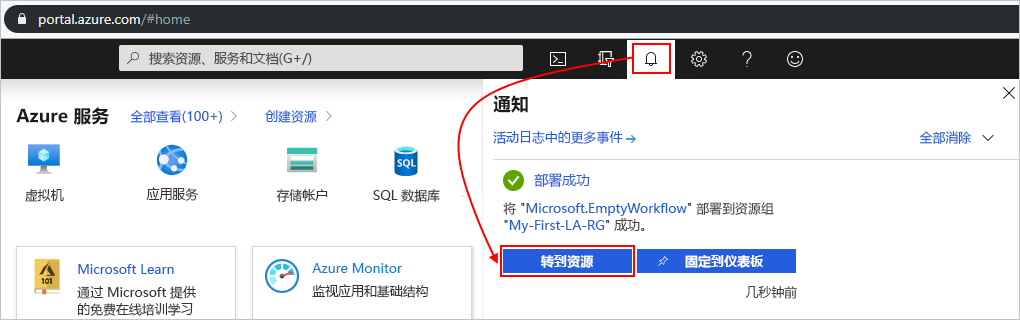 portal.azure.com/#home
搜索资源、服务和文档(G+/)
Azure 服务
全部查看(100+)
创建资源
虚拟机
应用服务
存储帐户
SQL
SQL 数据库
101
Microsoft Learn
通过 Microsoft 提供
的免费在线培训学习
Azure Monitor
监视应用和基础结构
通知
活动日志中的更多事件
全部消除
部署成功
将 "Microsoft.EmptyWorkflow" 部署到资源组
"My-First-LA-RG" 成功。
转到资源
固定到仪表板
几秒钟前